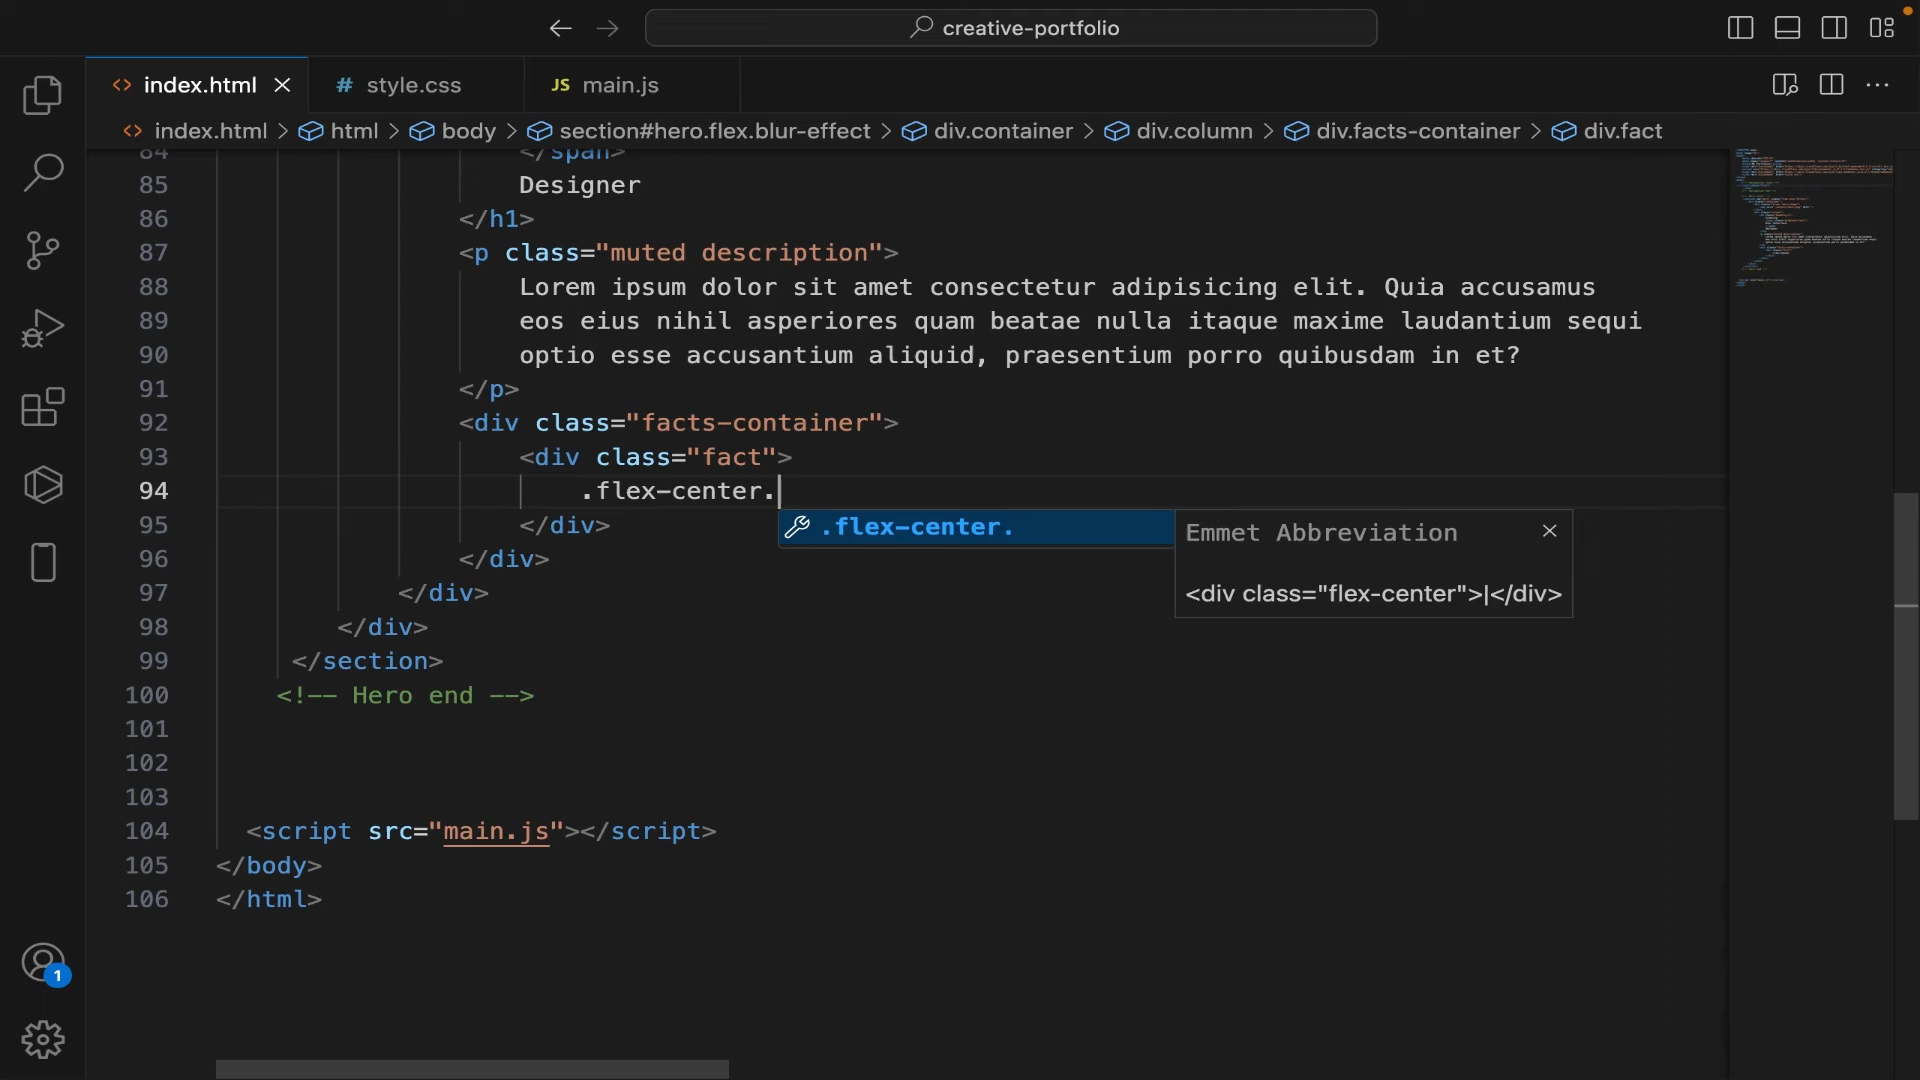 creative-portfolio
index.html
# style.css
JS main.js
index.html > html > body > section#hero.flex.blur-effect > div.container > div.column > div.facts-container > div.fact
84 </span>
85 Designer
86 </h1>
87 <p class="muted description">
88 Lorem ipsum dolor sit amet consectetur adipisicing elit. Quia accusamus
89 eos eius nihil asperiores quam beatae nulla itaque maxime laudantium sequi
90 optio esse accusantium aliquid, praesentium porro quibusdam in et?
91 </p>
92 <div class="facts-container">
93 <div class="fact">
94 .flex-center.
95 </div>
.flex-center.
Emmet Abbreviation
<div class="flex-center">|</div>
96 </div>
97 </div>
98 </div>
99 </section>
100 <!-- Hero end -->
101
102
103
104 <script src="main.js"></script>
105 </body>
106 </html>
1